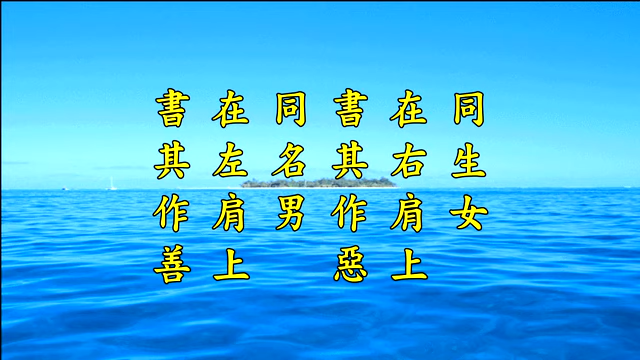 同生女
在右肩上
書其作惡
同名男
在左肩上
書其作善